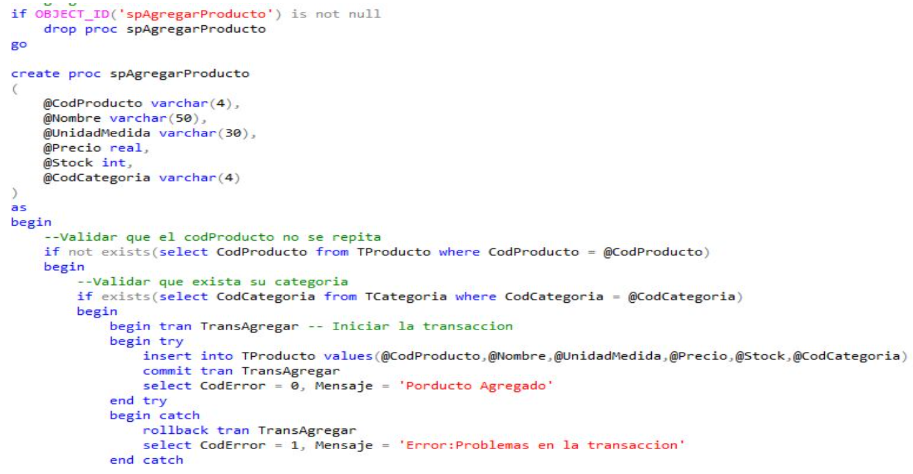 if OBJECT_ID('spAgregarProducto') is not null
drop proc spAgregarProducto
go
create proc spAgregarProducto
(
@CodProducto varchar(4),
@Nombre varchar(50),
@UnidadMedida varchar(30),
@Precio real,
@Stock int,
@CodCategoria varchar(4)
)
as
begin
--Validar que el codProducto no se repita
if not exists(select CodProducto from TProducto where CodProducto = @CodProducto)
begin
--Validar que exista su categoria
if exists(select CodCategoria from TCategoria where CodCategoria = @CodCategoria)
begin
begin tran TransAgregar -- Iniciar la transaccion
begin try
insert into TProducto values(@CodProducto,@Nombre,@UnidadMedida,@Precio,@Stock,@CodCategoria)
commit tran TransAgregar
select CodError = 0, Mensaje = 'Porducto Agregado'
end try
begin catch
rollback tran TransAgregar
select CodError = 1, Mensaje = 'Error:Problemas en la transaccion'
end catch